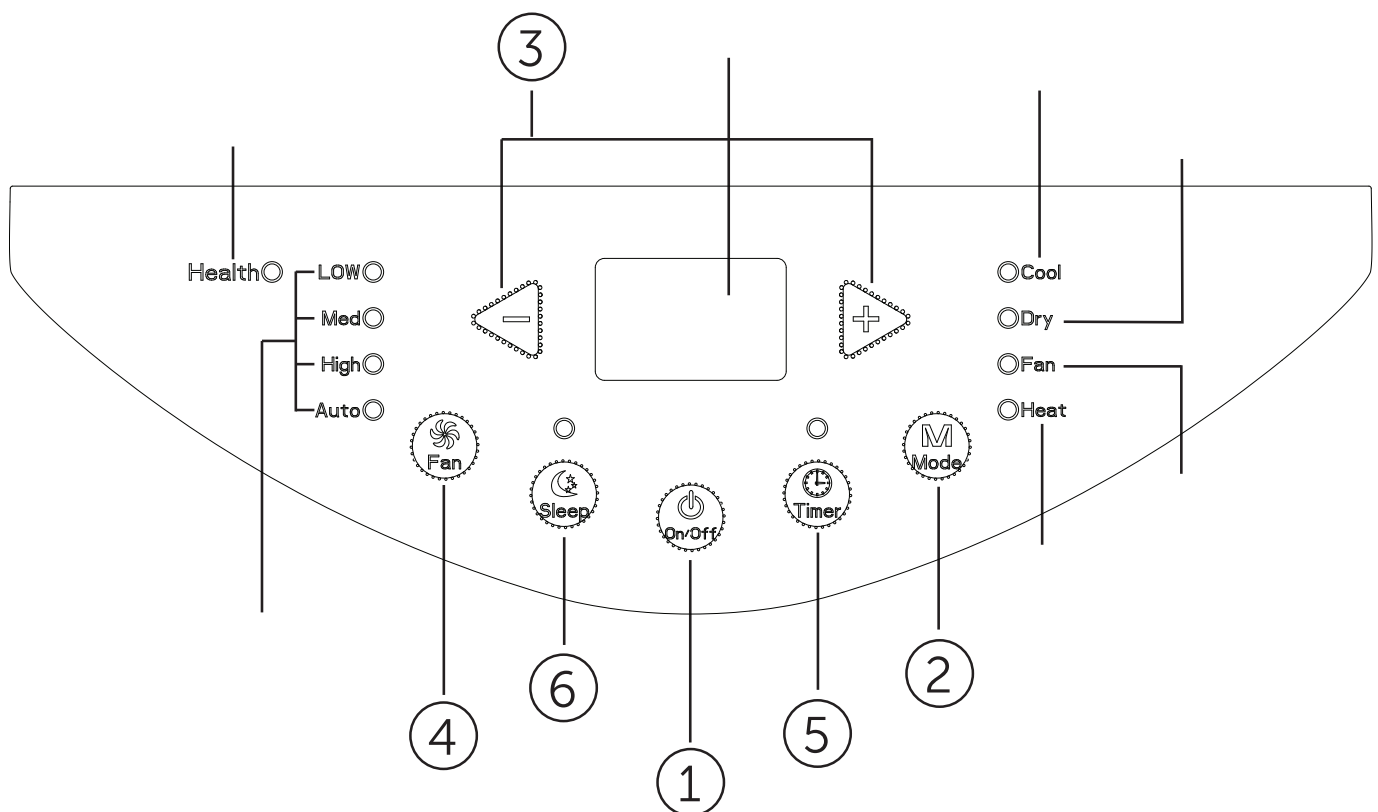 3
Health
LOW
Med
High
Auto
−
+
Cool
Dry
Fan
Heat
Fan
Sleep
On/Off
Timer
M
Mode
4
6
1
5
2